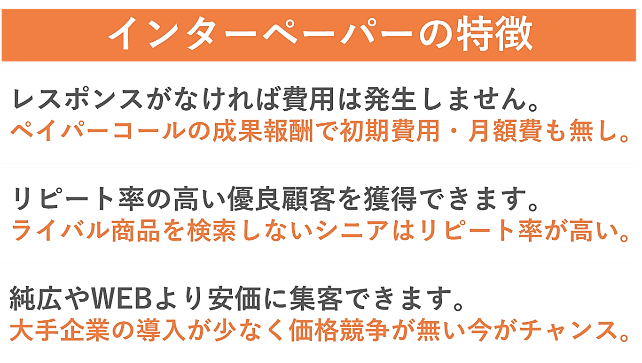 インターペーパーの特徴
レスポンスがなければ費用は発生しません。
ペイパーコールの成果報酬で初期費用・月額費も無し。
リピート率の高い優良顧客を獲得できます。
ライバル商品を検索しないシニアはリピート率が高い。
純広やWEBより安価に集客できます。
大手企業の導入が少なく価格競争が無い今がチャンス。